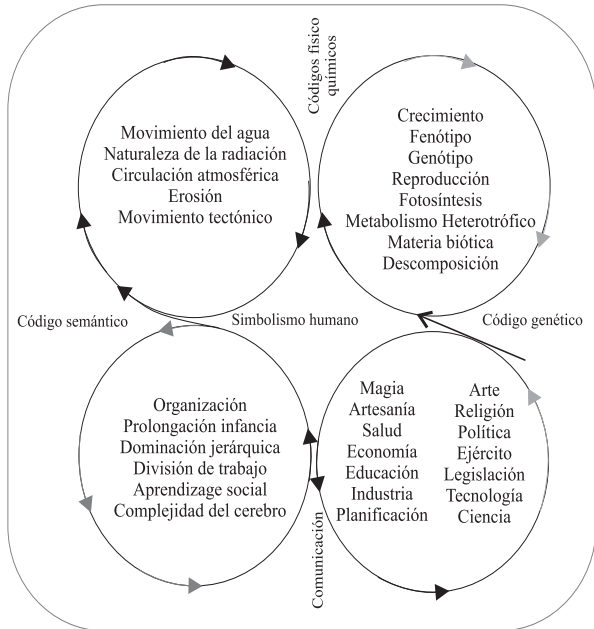 Códigos físico
químicos
Movimiento del agua
Naturaleza de la radiación
Circulación atmosférica
Erosión
Movimiento tectónico
Crecimiento
Fenótipo
Genótipo
Reproducción
Fotosíntesis
Metabolismo Heterotrófico
Materia biótica
Descomposición
Código semántico
Simbolismo humano
Código genético
Organización
Prolongación infancia
Dominación jerárquica
División de trabajo
Aprendizage social
Complejidad del cerebro
Magia
Artesanía
Salud
Economía
Educación
Industria
Planificación
Arte
Religión
Política
Ejército
Legislación
Tecnología
Ciencia
Comunicación